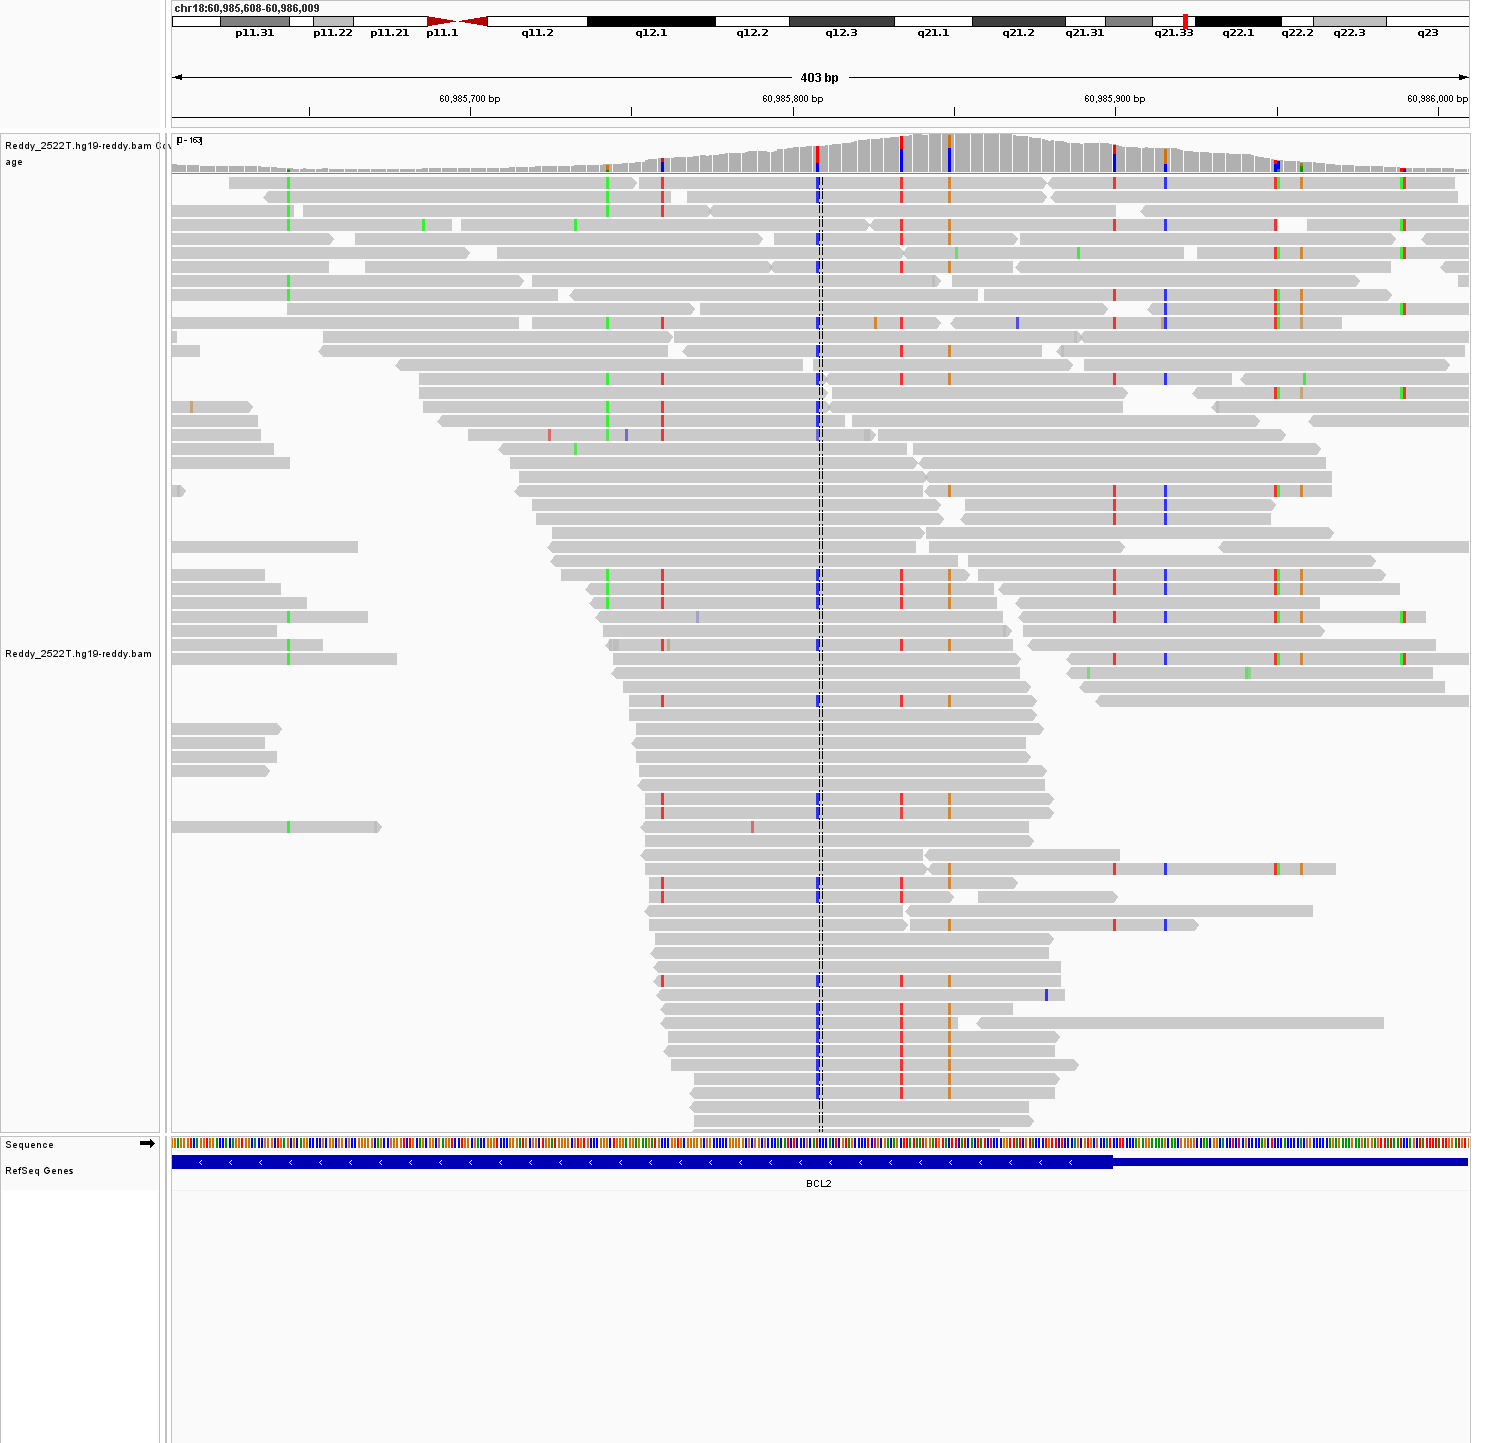 chr18:60,985,608-60,986,009
p11.31 p11.22 p11.21 p11.1 q11.2 q12.1 q12.2 q12.3 q21.1 q21.2 q21.31 q21.33 q22.1 q22.2 q22.3 q23
403 bp
60,985,700 bp 60,985,800 bp 60,985,900 bp 60,986,000 bp
Reddy_2522T.hg19-reddy.bam Cov
age
[0 - 163]
Reddy_2522T.hg19-reddy.bam
Sequence
RefSeq Genes
BCL2